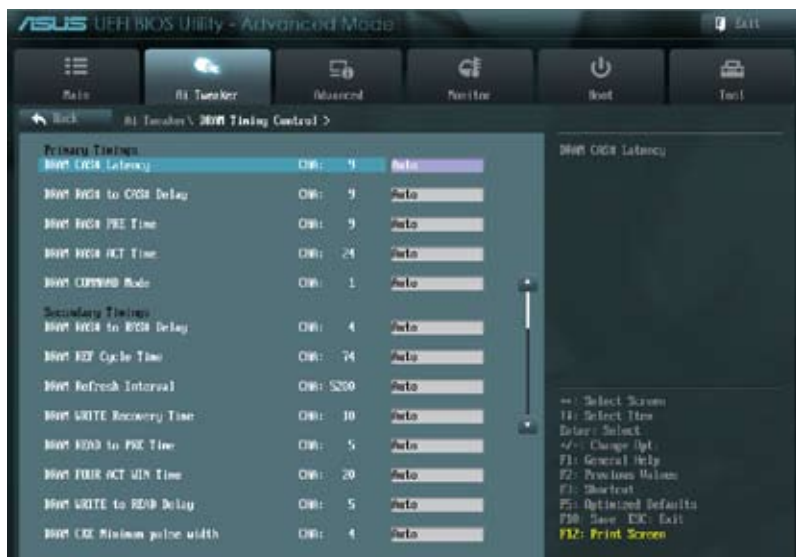 ASUS UEFI BIOS Utility - Advanced Mode
Exit
Main
Ai Tweaker
Advanced
Monitor
Boot
Tool
Back Ai Tweaker\ DRAM Timing Control >
Primary Timings
DRAM CAS# Latency CHA: 9 Auto
DRAM RAS# to CAS# Delay CHA: 9 Auto
DRAM RAS# PRE Time CHA: 9 Auto
DRAM RAS# ACT Time CHA: 24 Auto
DRAM COMMAND Mode CHA: 1 Auto
Secondary Timings
DRAM RAS# to RAS# Delay CHA: 4 Auto
DRAM REF Cycle Time CHA: 74 Auto
DRAM Refresh Interval CHA: 5200 Auto
DRAM WRITE Recovery Time CHA: 10 Auto
DRAM READ to PRE Time CHA: 5 Auto
DRAM FOUR ACT WIN Time CHA: 20 Auto
DRAM WRITE to READ Delay CHA: 5 Auto
DRAM CKE Minimum pulse width CHA: 4 Auto
DRAM CAS# Latency
→←: Select Screen
↑↓: Select Item
Enter: Select
+/-: Change Opt.
F1: General Help
F2: Previous Values
F3: Shortcut
F5: Optimized Defaults
F10: Save ESC: Exit
F12: Print Screen